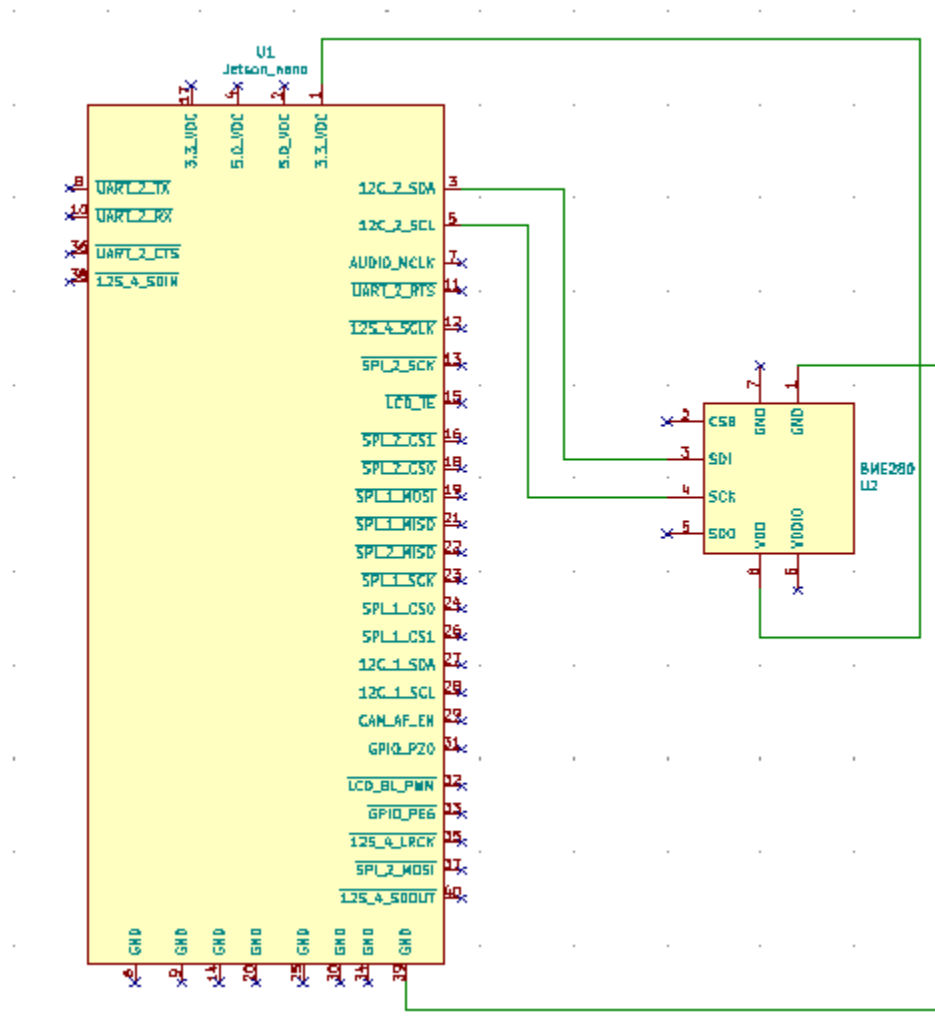 U1
Jetson_nano
17 4 2 1
3.3_VDC 5.0_VDC 5.0_VDC 3.3_VDC
8 UART_2_TX
10 UART_2_RX
36 UART_2_CTS
38 I2S_4_SDIN
I2C_2_SDA 3
I2C_2_SCL 5
AUDIO_MCLK 7
UART_2_RTS 11
I2S_4_SCLK 12
SPI_2_SCK 13
LCD_TE 15
SPI_2_CS1 16
SPI_2_CS0 18
SPI_1_MOSI 19
SPI_1_MISO 21
SPI_2_MISO 22
SPI_1_SCK 23
SPI_1_CS0 24
SPI_1_CS1 26
I2C_1_SDA 27
I2C_1_SCL 28
CAM_AF_EN 29
GPIO_PZ0 31
LCD_BL_PWM 32
GPIO_PE6 33
I2S_4_LRCK 35
SPI_2_MOSI 37
I2S_4_SDOUT 40
GND GND GND GND GND GND GND GND
6 9 14 20 25 30 34 39
7 1
GND GND
2 CSB
3 SDI
4 SCK
5 SDO
VDD VDDIO
8 6
BME280
U2